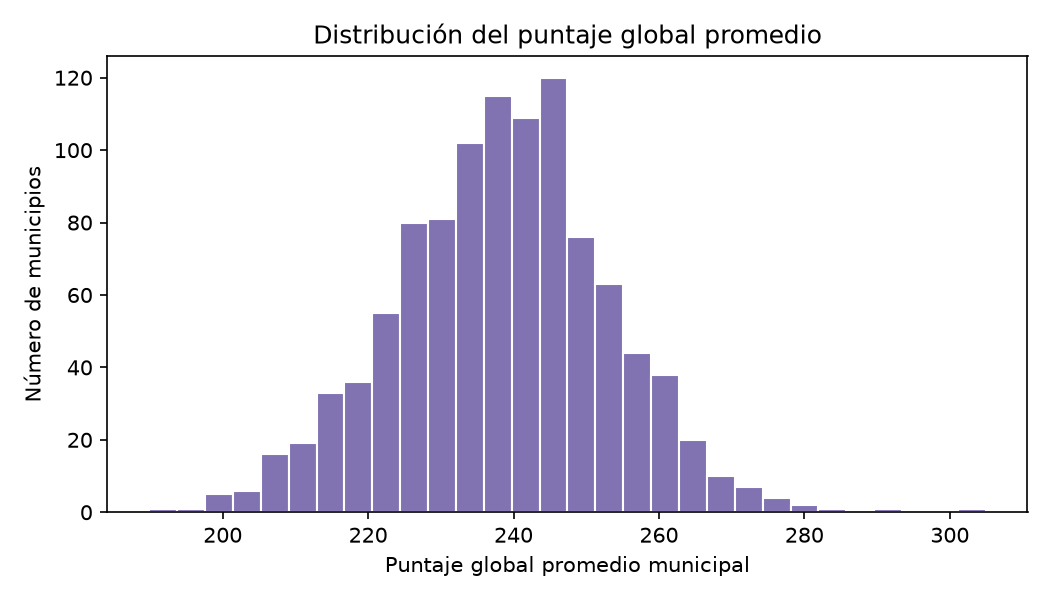 Distribución del puntaje global promedio
120
100
80
60
40
20
0
Número de municipios
200 220 240 260 280 300
Puntaje global promedio municipal